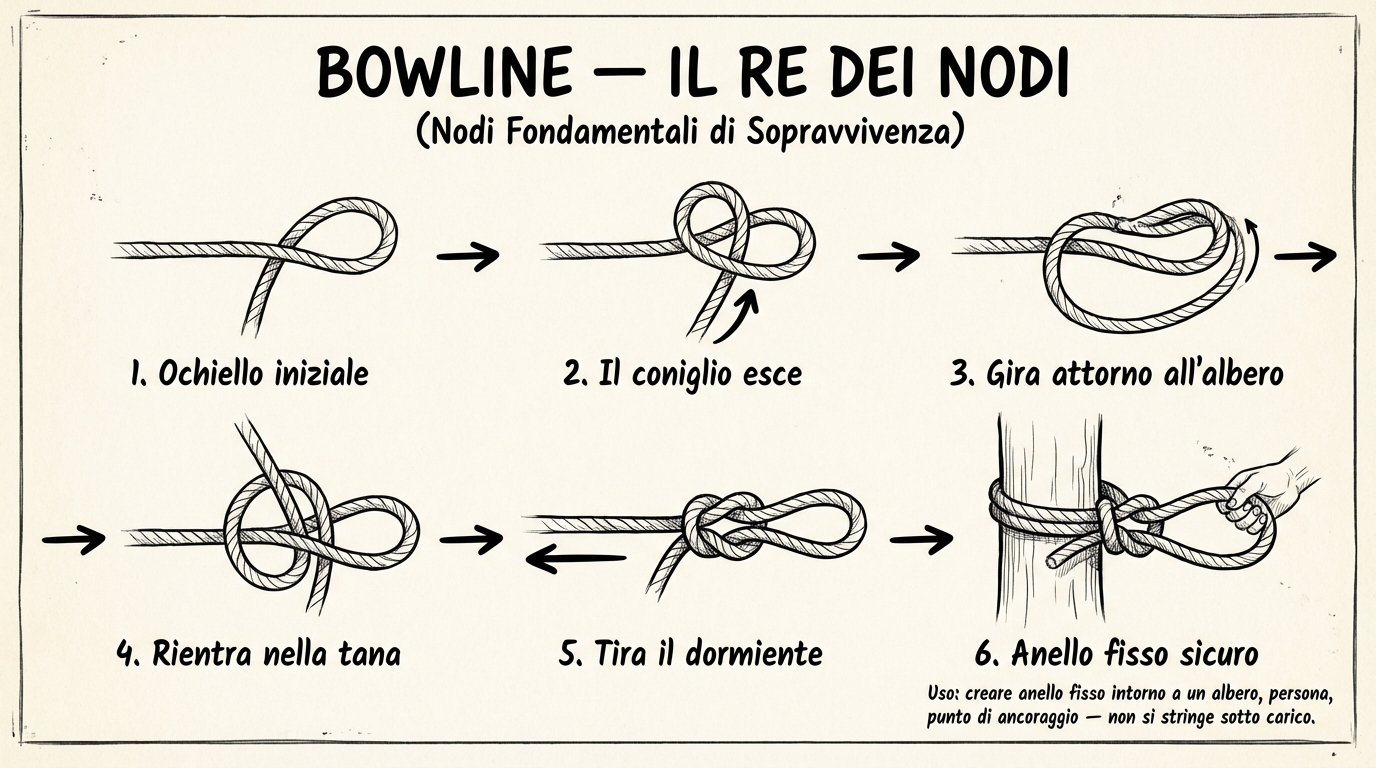 BOWLINE — IL RE DEI NODI
(Nodi Fondamentali di Sopravvivenza)
1. Ochiello iniziale
2. Il coniglio esce
3. Gira attorno all'albero
4. Rientra nella tana
5. Tira il dormiente
6. Anello fisso sicuro
Uso: creare anello fisso intorno a un albero, persona,
punto di ancoraggio — non si stringe sotto carico.